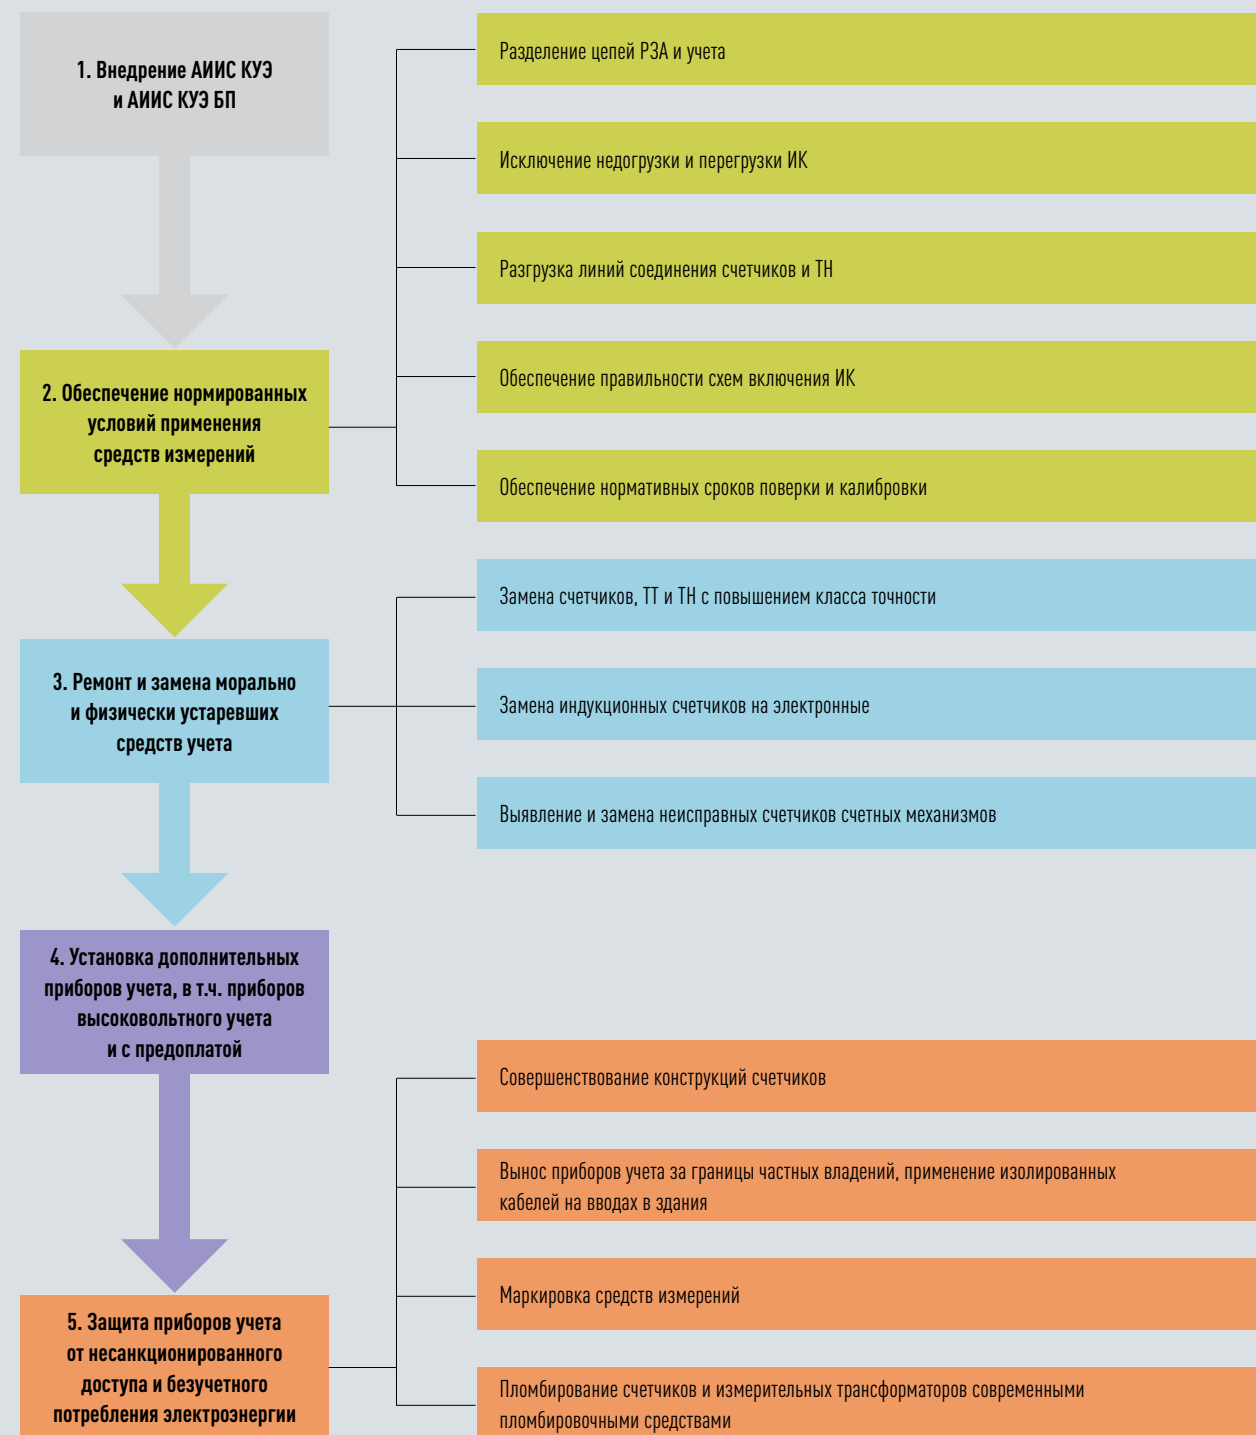 1. Внедрение АИИС КУЭ
и АИИС КУЭ БП
Разделение цепей РЗА и учета
Исключение недогрузки и перегрузки ИК
Разгрузка линий соединения счетчиков и ТН
2. Обеспечение нормированных
условий применения
средств измерений
Обеспечение правильности схем включения ИК
Обеспечение нормативных сроков поверки и калибровки
3. Ремонт и замена морально
и физически устаревших
средств учета
Замена счетчиков, ТТ и ТН с повышением класса точности
Замена индукционных счетчиков на электронные
Выявление и замена неисправных счетчиков счетных механизмов
4. Установка дополнительных
приборов учета, в т.ч. приборов
высоковольтного учета
и с предоплатой
Совершенствование конструкций счетчиков
Вынос приборов учета за границы частных владений, применение изолированных
кабелей на вводах в здания
Маркировка средств измерений
5. Защита приборов учета
от несанкционированного
доступа и безучетного
потребления электроэнергии
Пломбирование счетчиков и измерительных трансформаторов современными
пломбировочными средствами